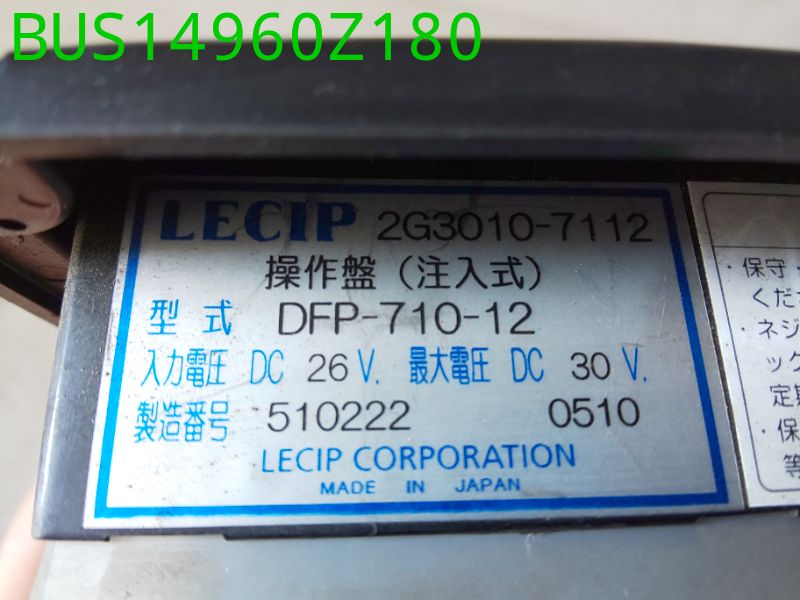 BUS14960Z180
LECIP 2G3010-7112
操作盤(注入式)
型式 DFP-710-12
入力電圧 DC 26 V. 最大電圧 DC 30 V.
製造番号 510222 0510
LECIP CORPORATION
MADE IN JAPAN
・保守・
くだ
・ネジ
ック
定期
・保
等